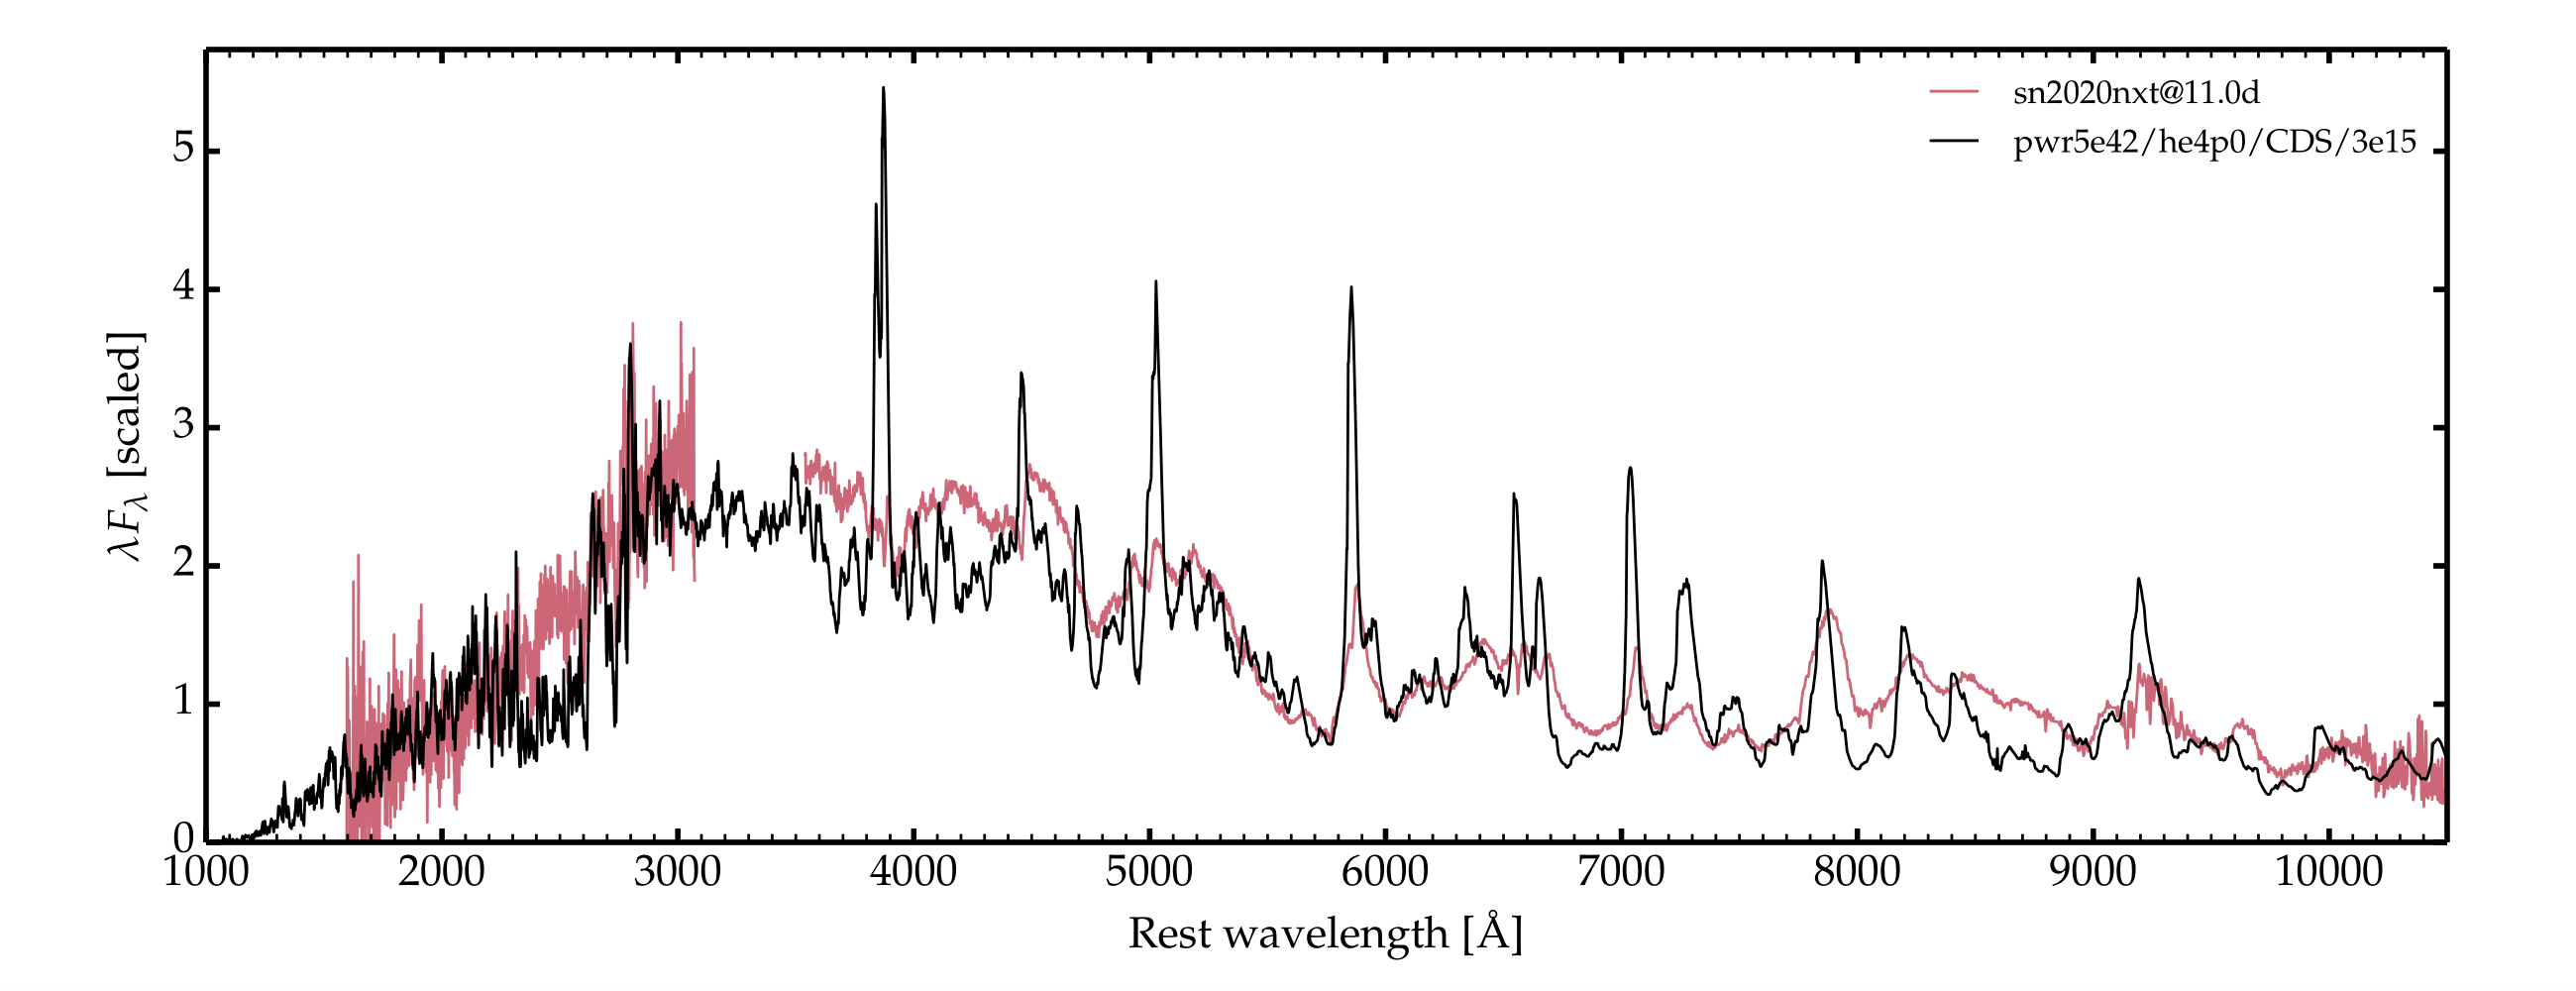 sn2020nxt@11.0d
pwr5e42/he4p0/CDS/3e15
5
4
3
2
1
0
λFλ [scaled]
1000 2000 3000 4000 5000 6000 7000 8000 9000 10000
Rest wavelength [Å]